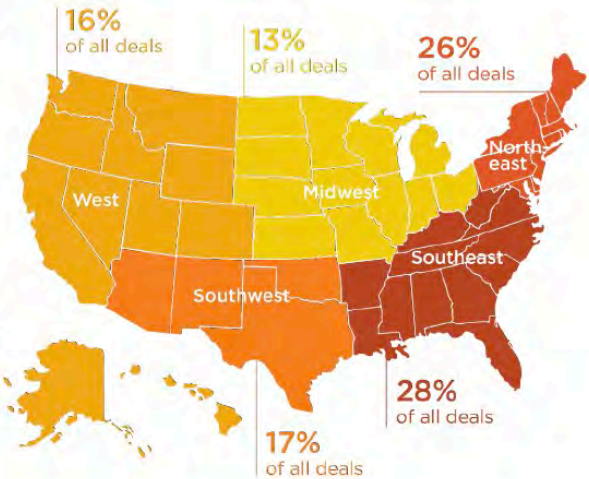 16%
of all deals
13%
of all deals
26%
of all deals
North-
east
West
Midwest
Southeast
Southwest
28%
of all deals
17%
of all deals